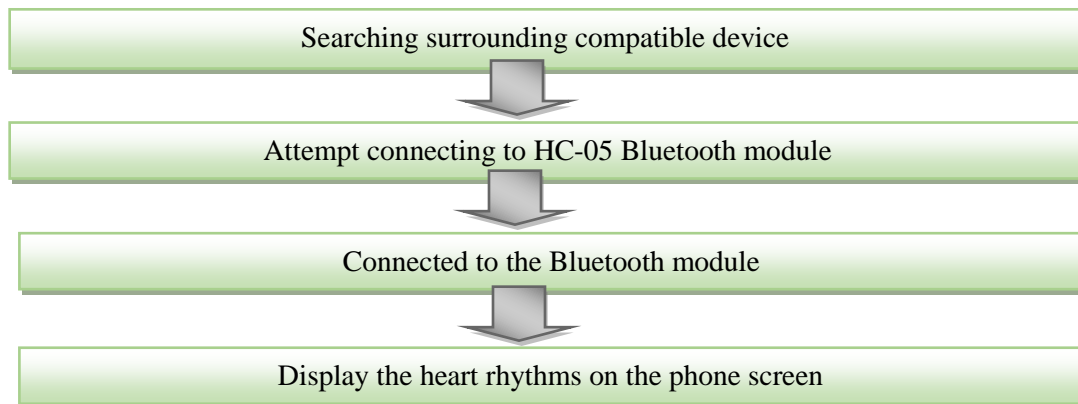 Searching surrounding compatible device
Attempt connecting to HC-05 Bluetooth module
Connected to the Bluetooth module
Display the heart rhythms on the phone screen